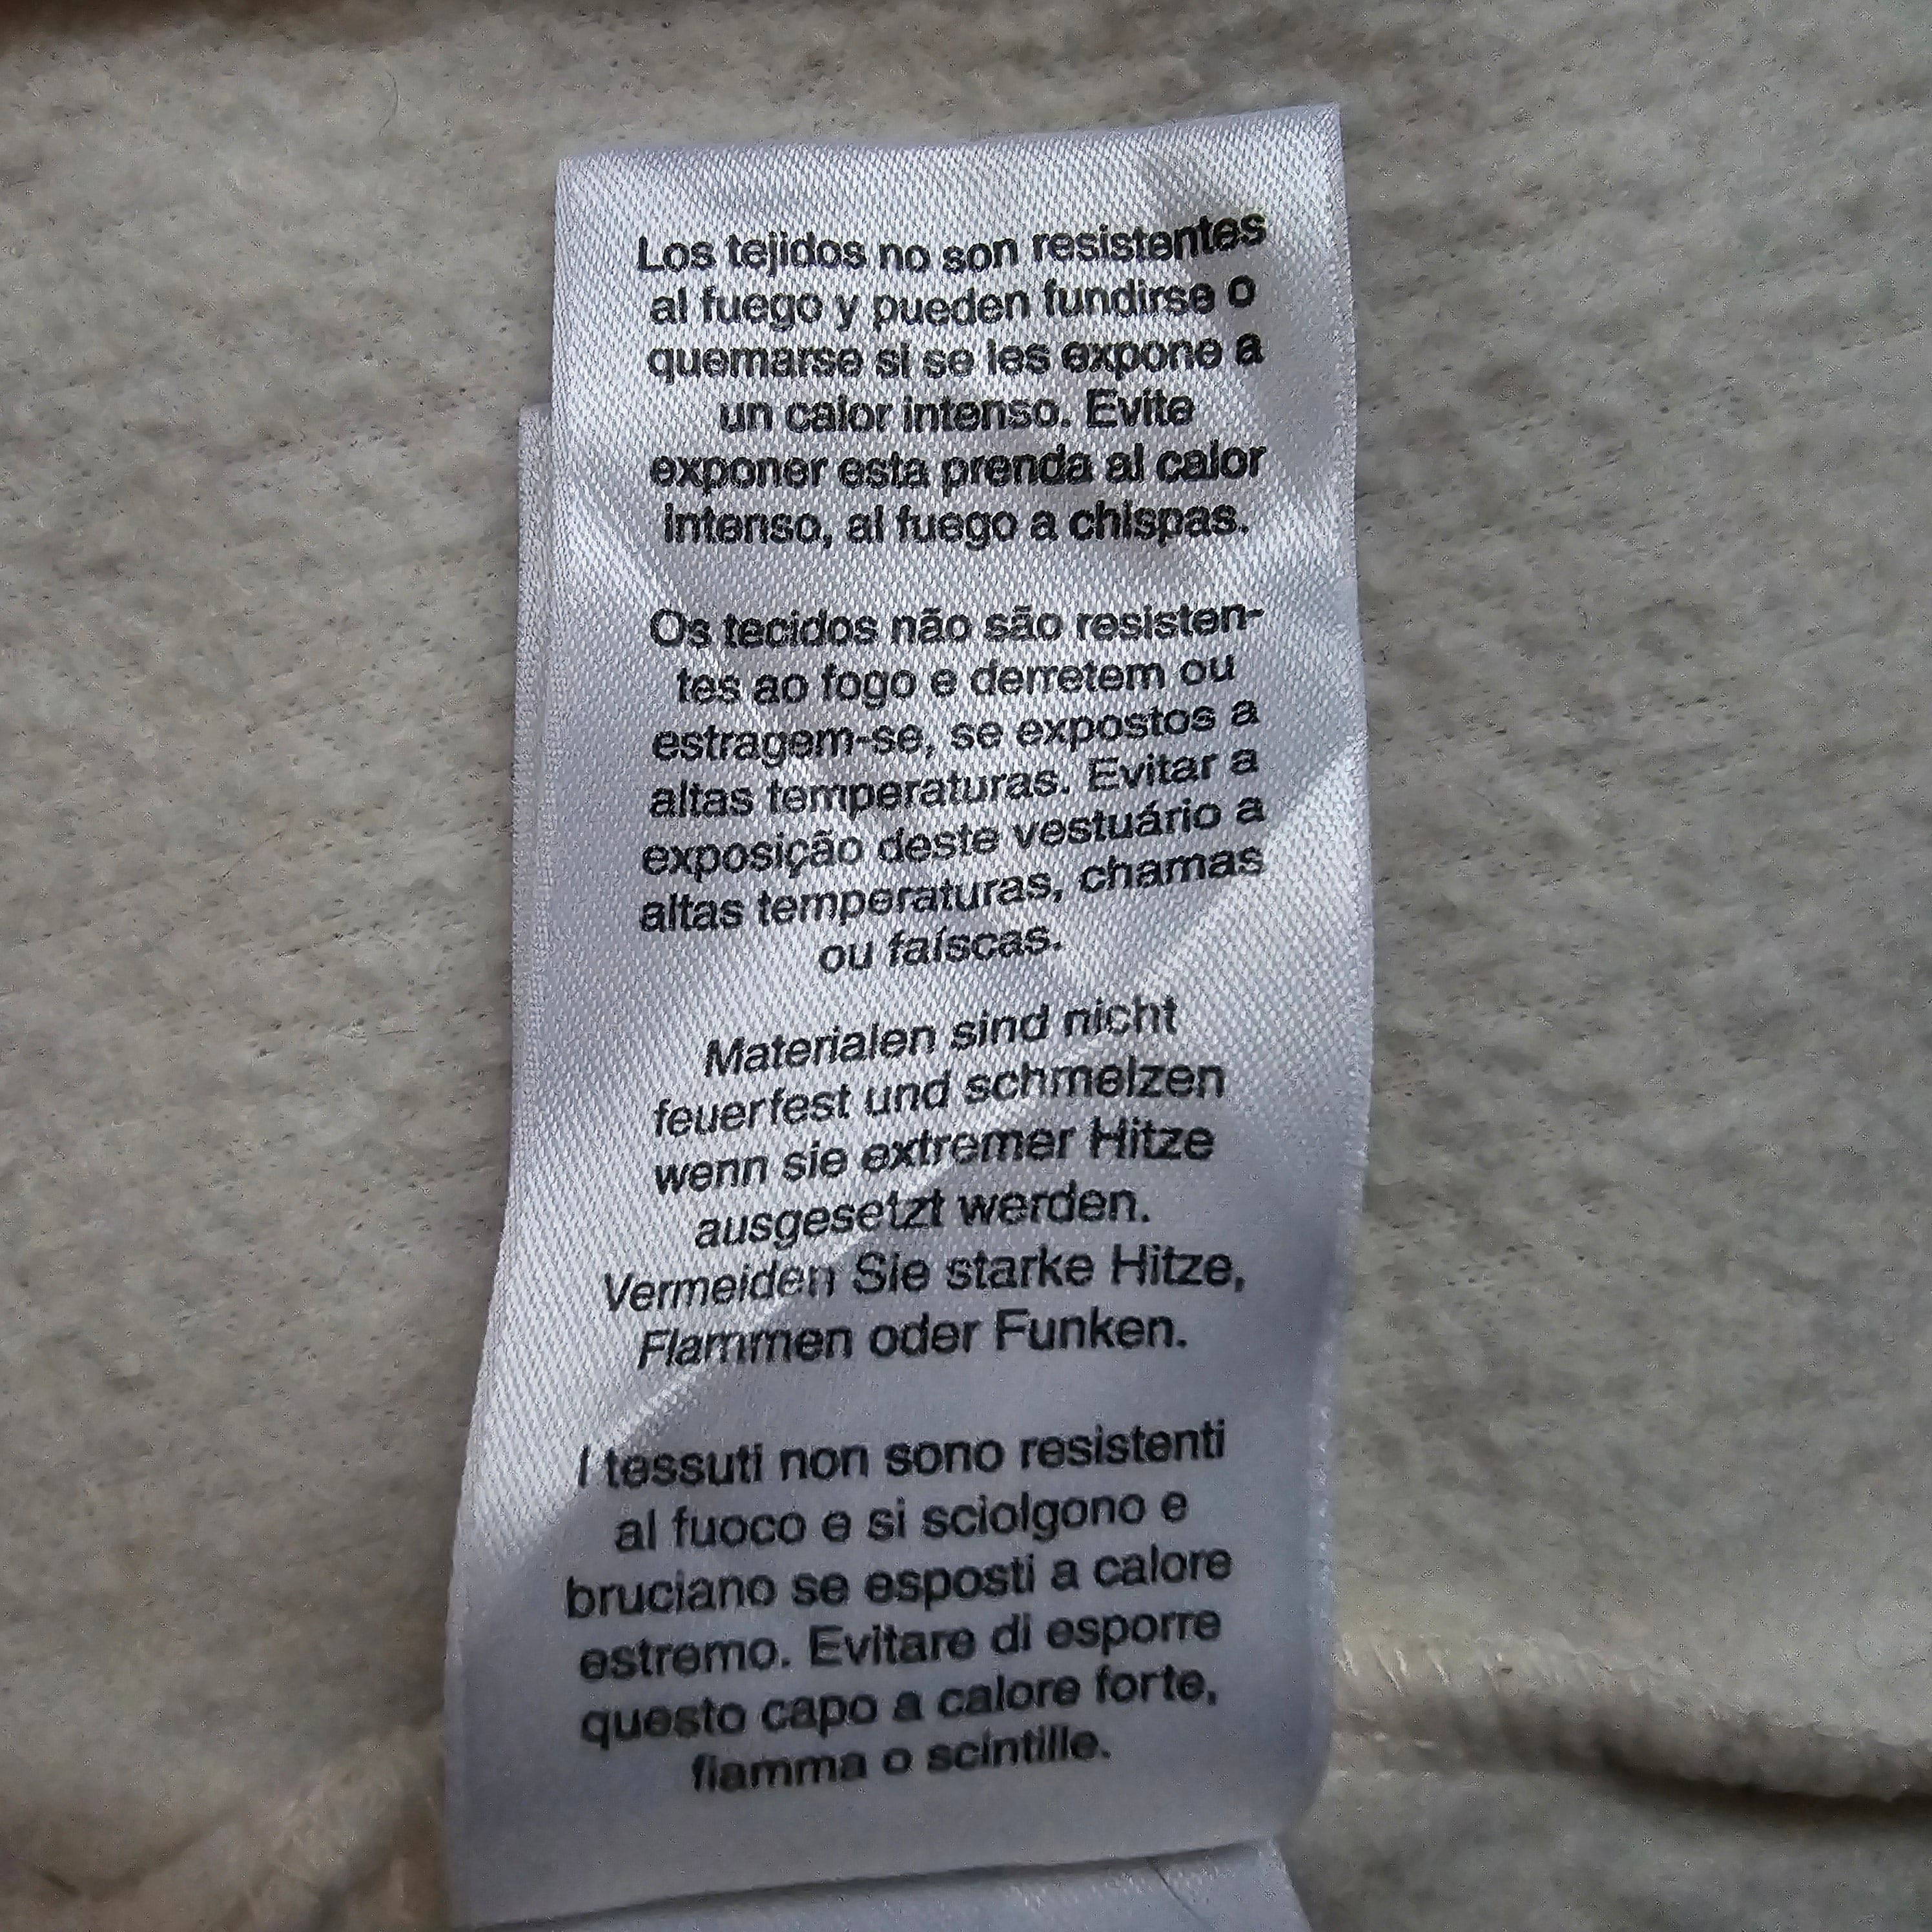 Los tejidos no son resistentes
al fuego y pueden fundirse o
quemarse si se les expone a
un calor intenso. Evite
exponer esta prenda al calor
intenso, al fuego a chispas.
Os tecidos não são resisten-
tes ao fogo e derretem ou
estragem-se, se expostos a
altas temperaturas. Evitar a
exposição deste vestuário a
altas temperaturas, chamas
ou faíscas.
Materialen sind nicht
feuerfest und schmelzen
wenn sie extremer Hitze
ausgesetzt werden.
Vermeiden Sie starke Hitze,
Flammen oder Funken.
I tessuti non sono resistenti
al fuoco e si sciolgono e
bruciano se esposti a calore
estremo. Evitare di esporre
questo capo a calore forte,
fiamma o scintille.